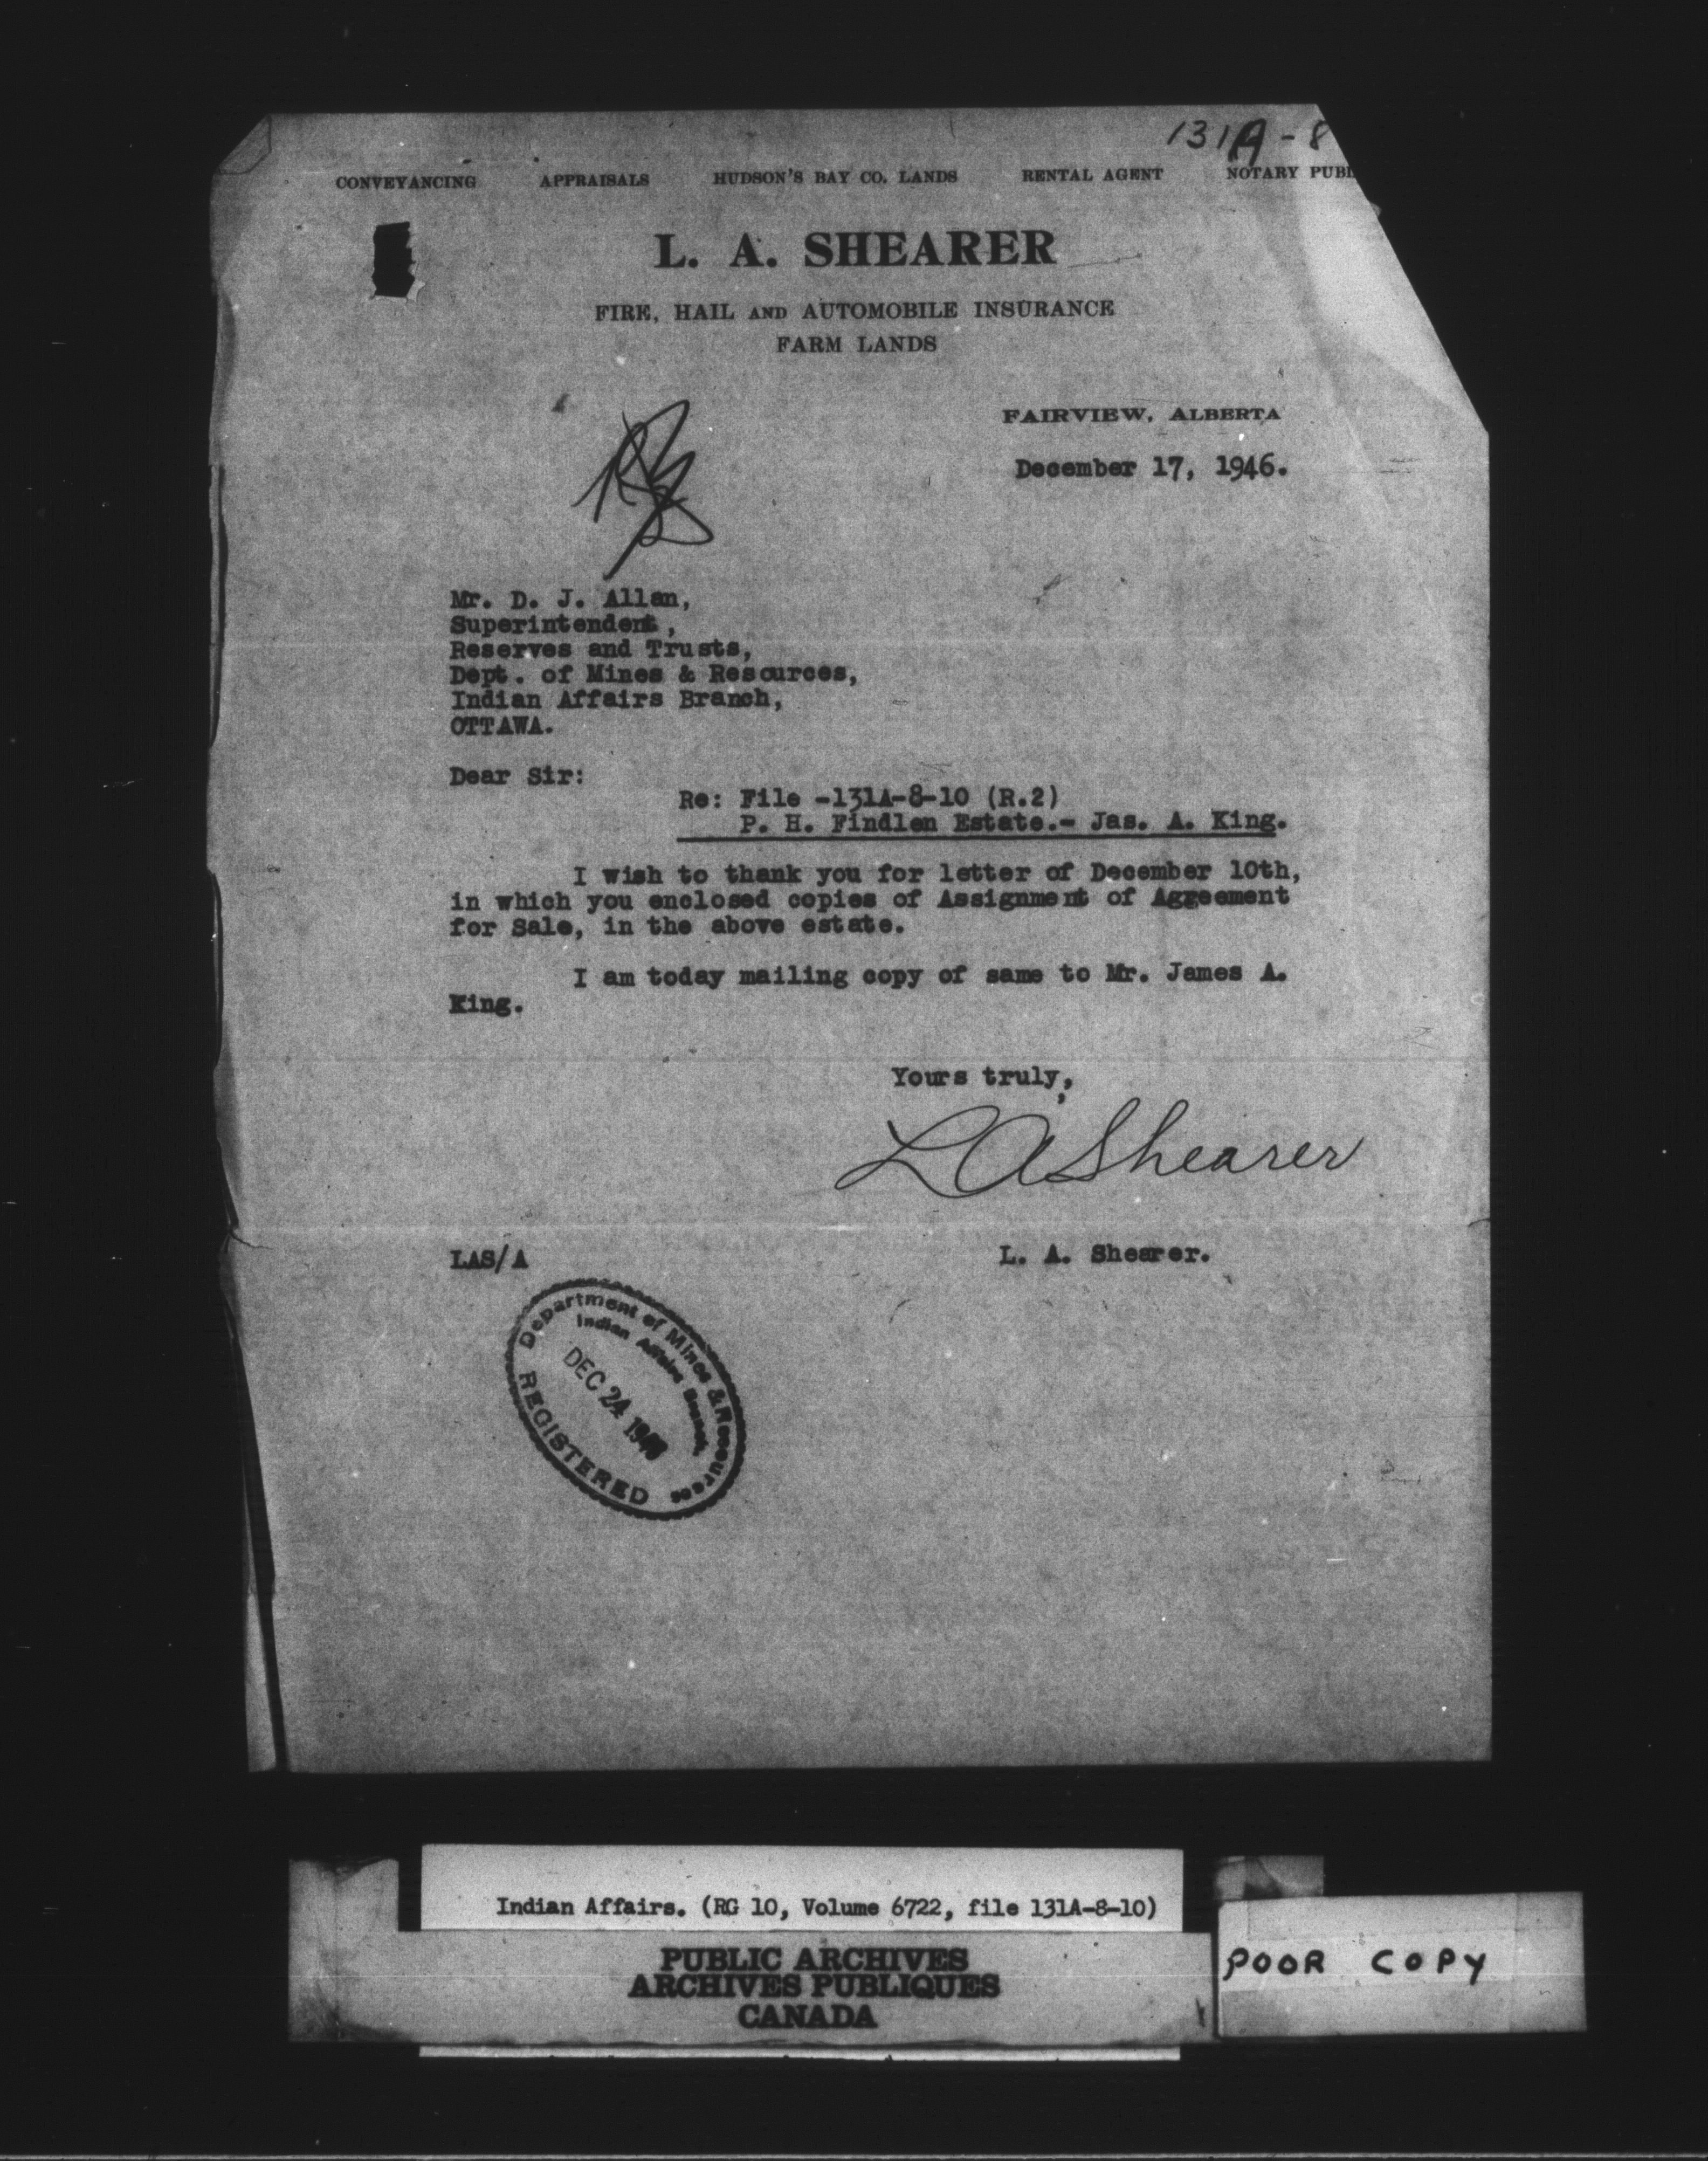 131A-8
CONVEYANCING APPRAISALS HUDSON'S BAY CO. LANDS RENTAL AGENT NOTARY PUBL
L. A. SHEARER
FIRE, HAIL AND AUTOMOBILE INSURANCE
FARM LANDS
FAIRVIEW, ALBERTA
December 17, 1946.
Mr. D. J. Allan,
Superintendent,
Reserves and Trusts,
Dept. of Mines & Resources,
Indian Affairs Branch,
OTTAWA.
Dear Sir:
Re: File -131A-8-10 (R.2)
P. H. Findlen Estate.- Jas. A. King.
I wish to thank you for letter of December 10th,
in which you enclosed copies of Assignment of Aggeement
for Sale, in the above estate.
I am today mailing copy of same to Mr. James A.
King.
Yours truly,
L A Shearer
LAS/A L. A. Shearer.
Department of Mines & Resources
Indian Affairs Branch,
DEC 24 1946
REGISTERED
Indian Affairs. (RG 10, Volume 6722, file 131A-8-10)
PUBLIC ARCHIVES
ARCHIVES PUBLIQUES
CANADA
POOR COPY